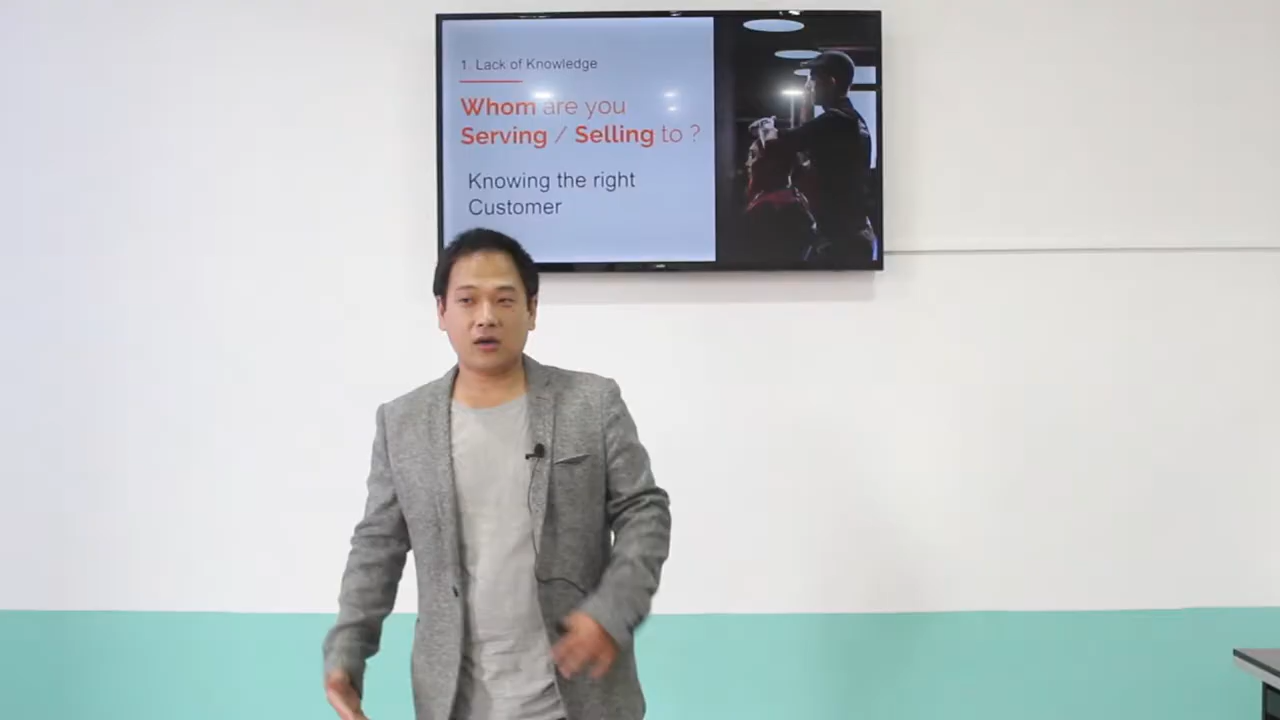 1. Lack of Knowledge
Whom are you
Serving / Selling to ?
Knowing the right
Customer